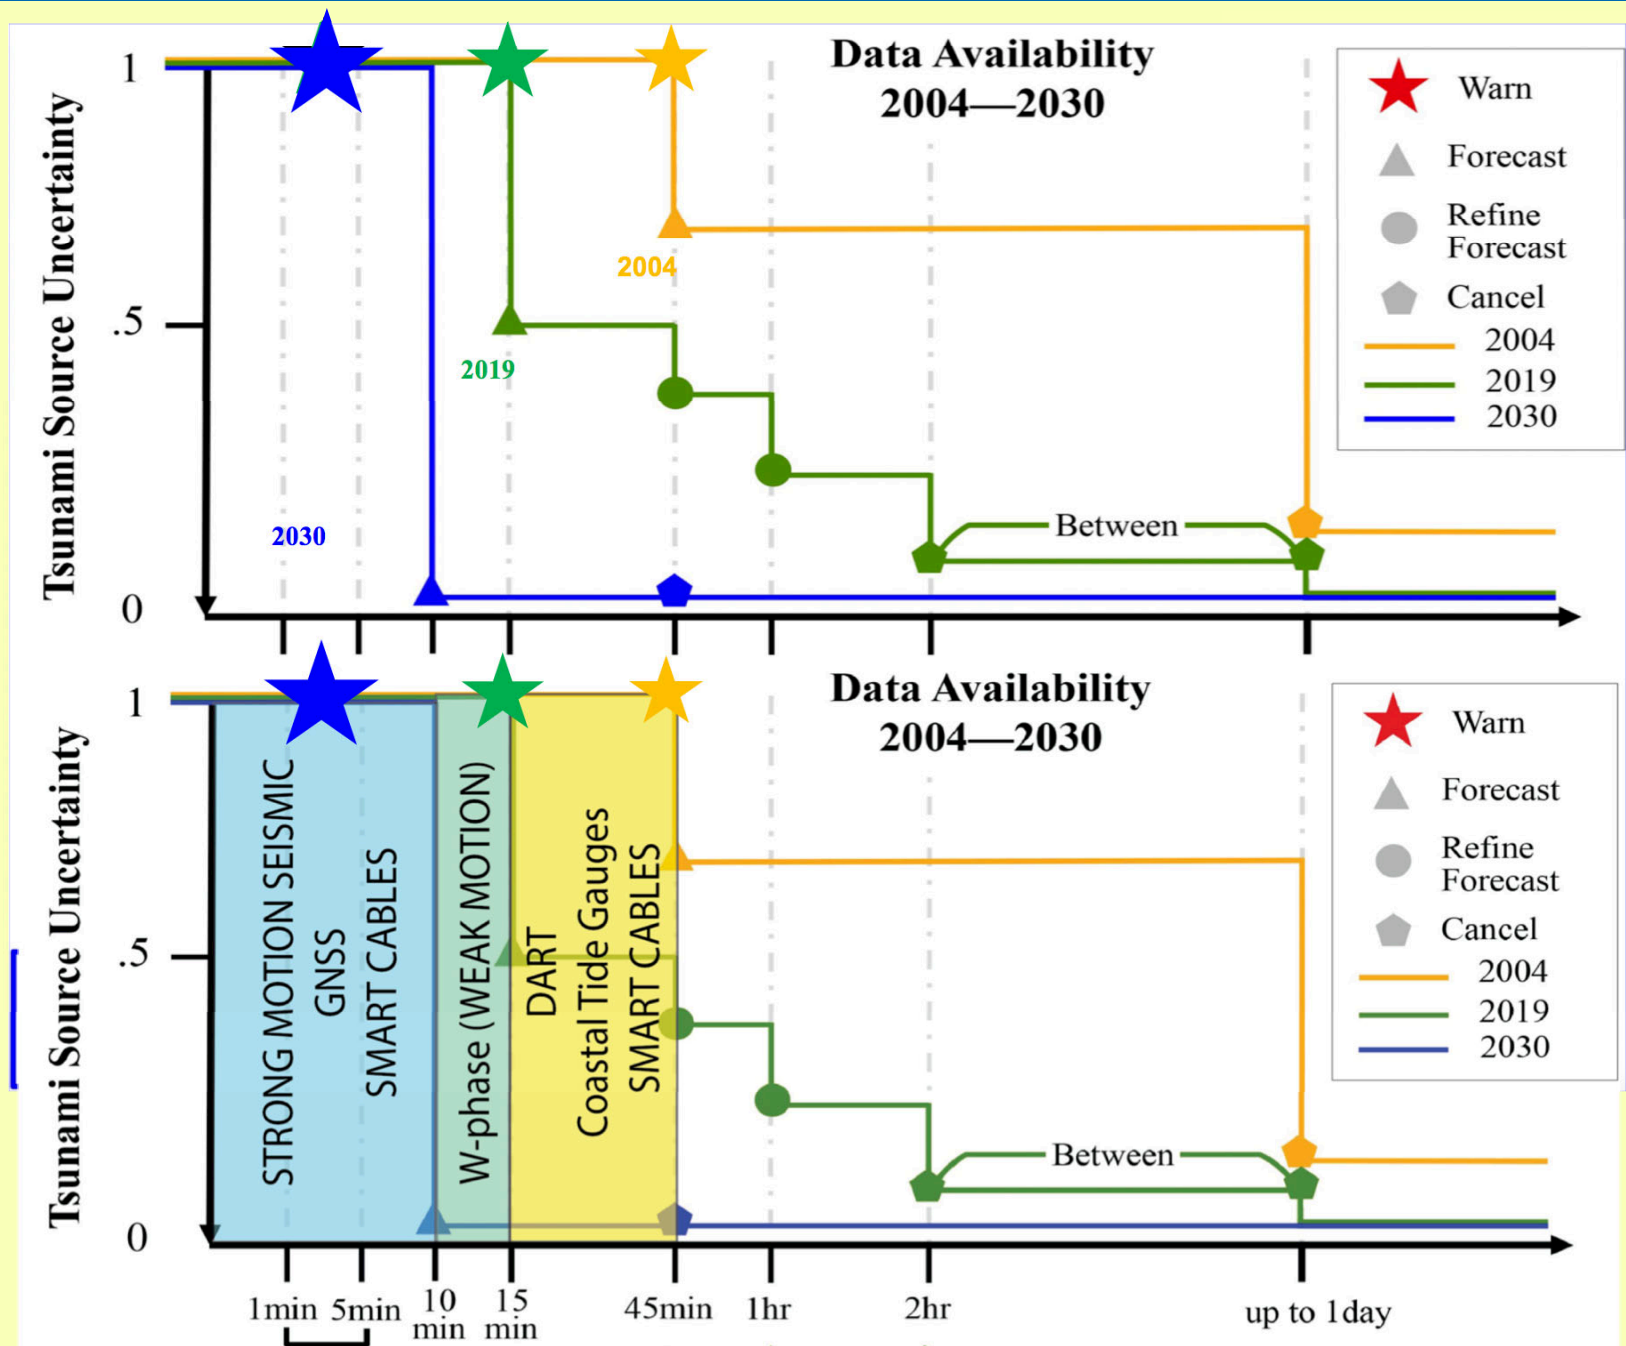 Data Availability
2004—2030
Tsunami Source Uncertainty
1
.5
0
2004
2019
2030
Between
Warn
Forecast
Refine
Forecast
Cancel
2004
2019
2030
Data Availability
2004—2030
Tsunami Source Uncertainty
1
.5
0
STRONG MOTION SEISMIC
GNSS
SMART CABLES
W-phase (WEAK MOTION)
DART
Coastal Tide Gauges
SMART CABLES
Between
Warn
Forecast
Refine
Forecast
Cancel
2004
2019
2030
1min
5min
10
min
15
min
45min
1hr
2hr
up to 1day